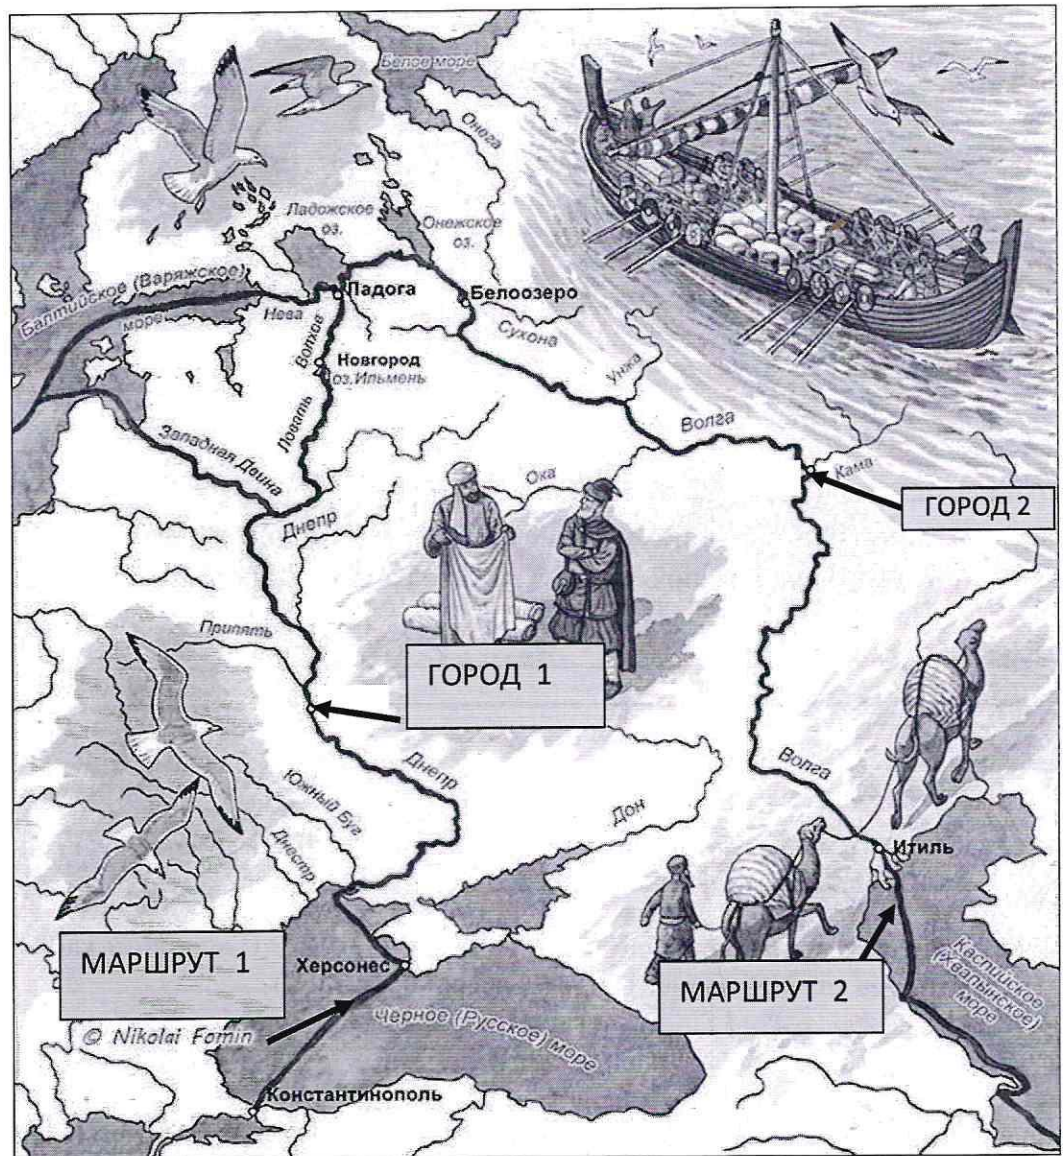 Белое море
Онега
Ладожское
оз.
Онежское
оз.
Балтийское (Варяжское)
море
Нева
Ладога
Белоозеро
Волхов
Сухона
Новгород
оз.Ильмень
Унжа
Ловать
Волга
Западная Двина
Ока
Кама
ГОРОД 2
Днепр
Припять
ГОРОД 1
Днепр
Волга
Южный Буг
Дон
Днестр
Итиль
МАРШРУТ 1
Херсонес
МАРШРУТ 2
Каспийское
(Хвалынское)
море
© Nikolai Fomin
Черное (Русское) море
Константинополь